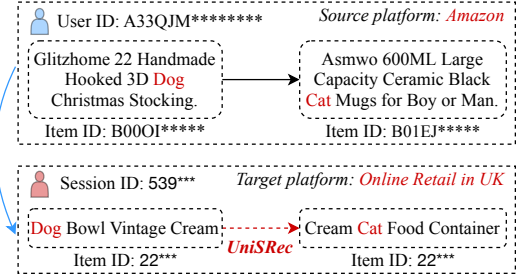 User ID: A33QJM******** Source platform: Amazon
Glitzhome 22 Handmade
Hooked 3D Dog
Christmas Stocking.
Item ID: B00OI*****
Asmwo 600ML Large
Capacity Ceramic Black
Cat Mugs for Boy or Man.
Item ID: B01EJ*****
Session ID: 539*** Target platform: Online Retail in UK
Dog Bowl Vintage Cream
Item ID: 22***
UniSRec
Cream Cat Food Container
Item ID: 22***